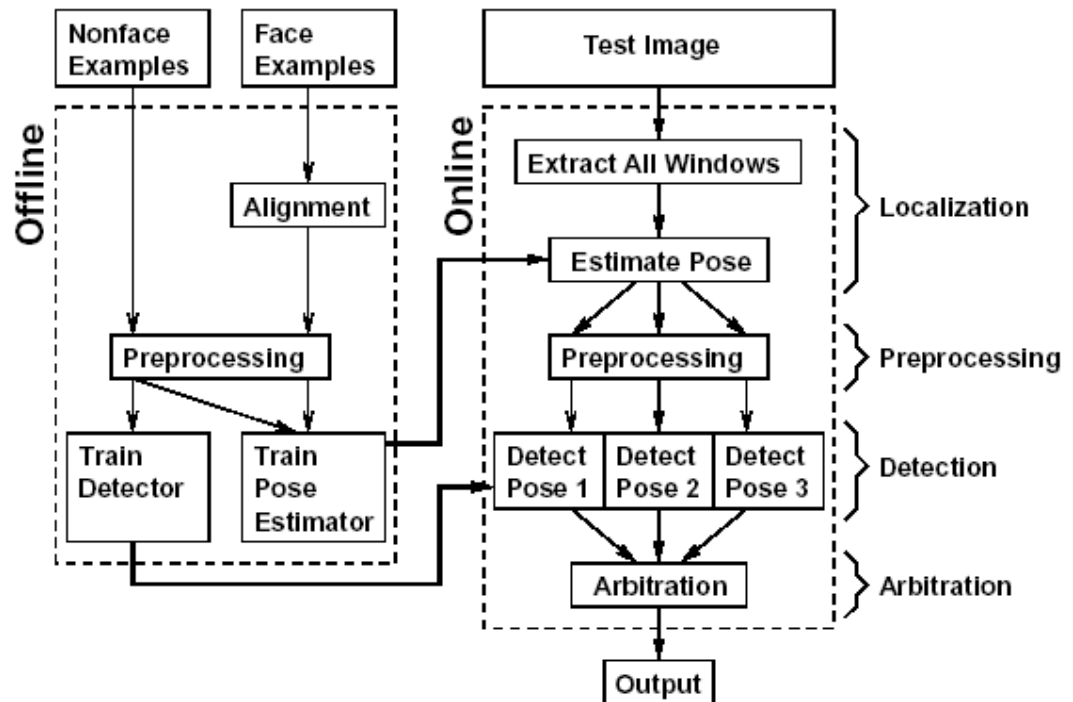 Nonface
Examples
Face
Examples
Test Image
Offline
Online
Extract All Windows
Localization
Alignment
Estimate Pose
Preprocessing
Preprocessing
Preprocessing
Train
Detector
Train
Pose
Estimator
Detect
Pose 1
Detect
Pose 2
Detect
Pose 3
Detection
Arbitration
Arbitration
Output